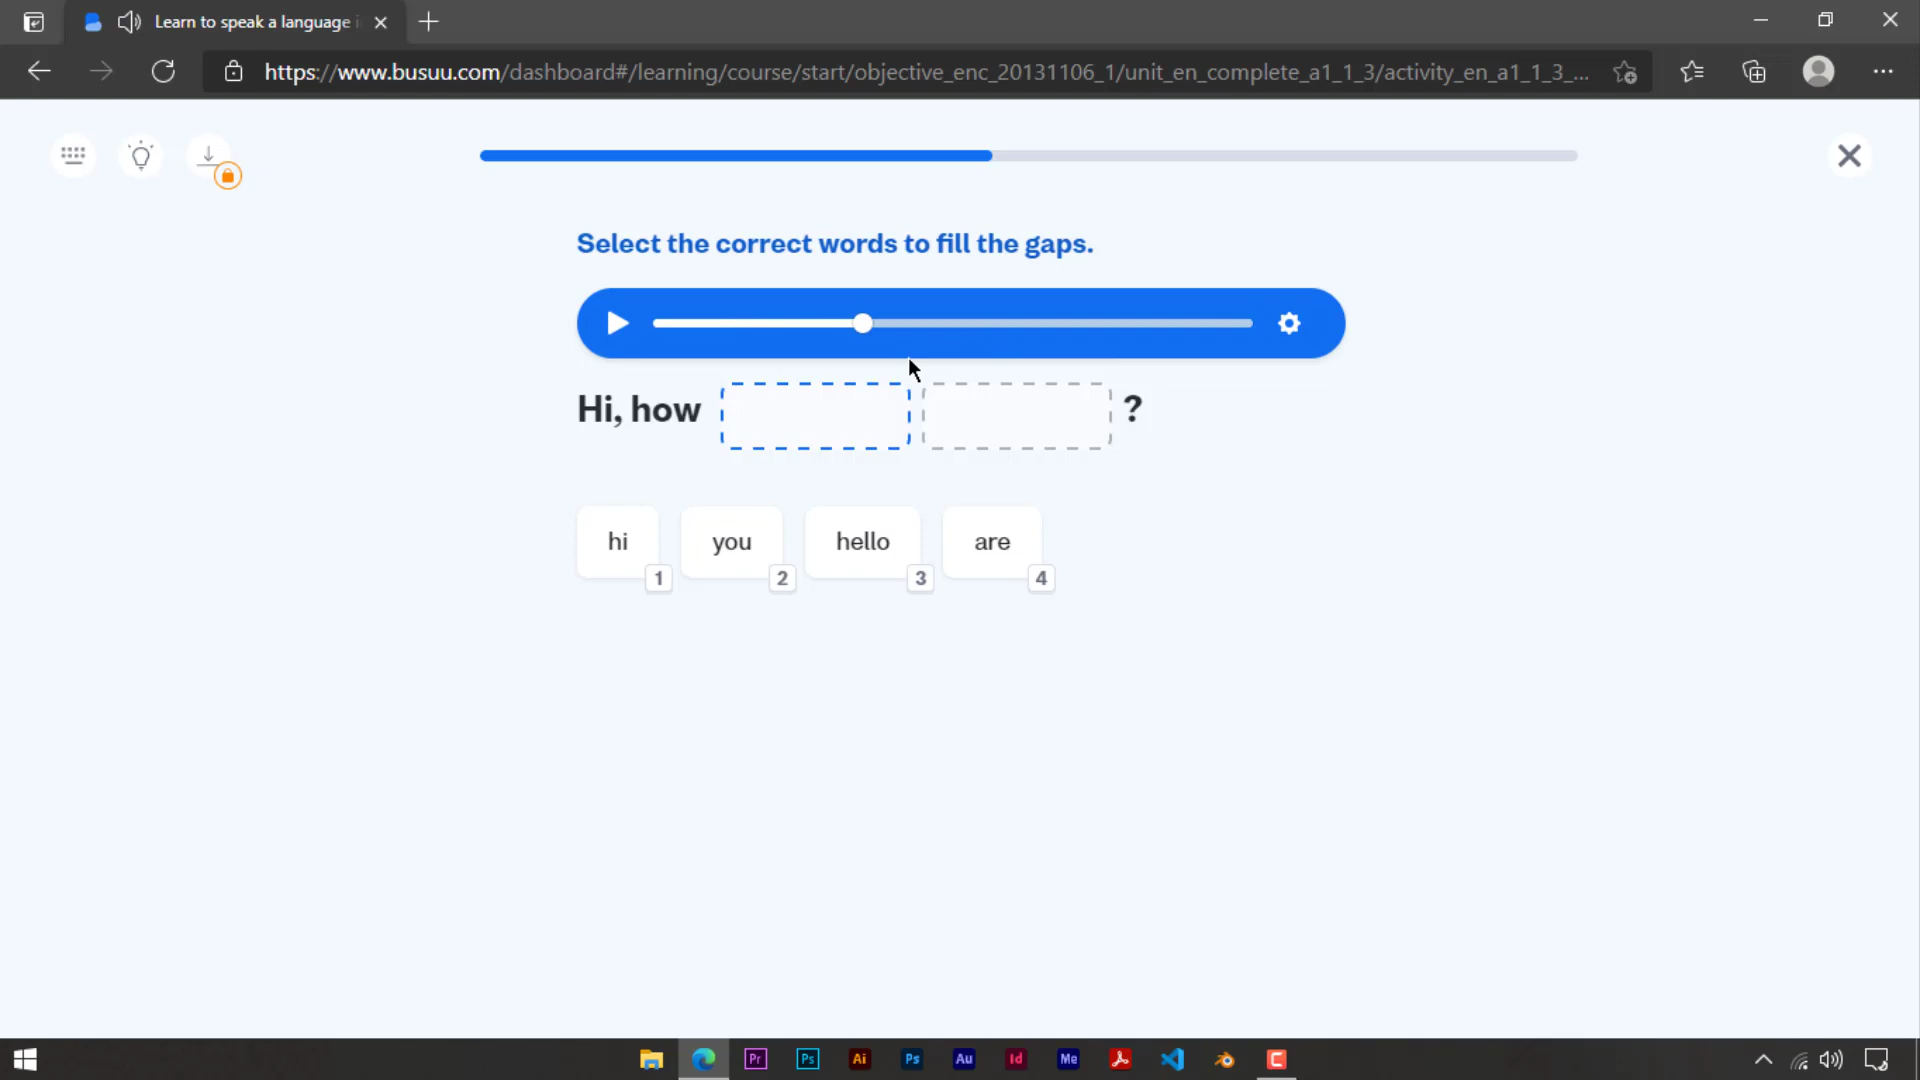 Learn to speak a language i
https://www.busuu.com/dashboard#/learning/course/start/objective_enc_20131106_1/unit_en_complete_a1_1_3/activity_en_a1_1_3_...
Select the correct words to fill the gaps.
Hi, how ?
hi you hello are
1 2 3 4
Pr Ps Ai Ps Au Id Me C